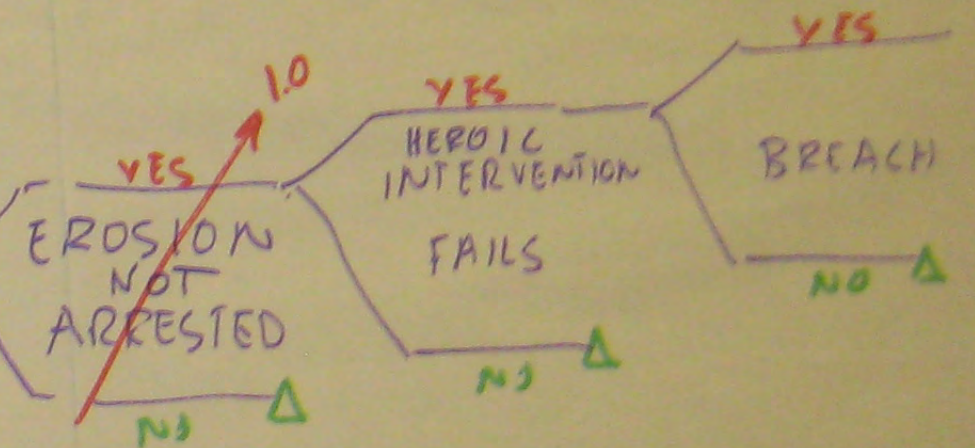 1.0
YES
EROSION
NOT
ARRESTED
NO Δ
YES
HEROIC
INTERVENTION
FAILS
NO Δ
YES
BREACH
NO Δ